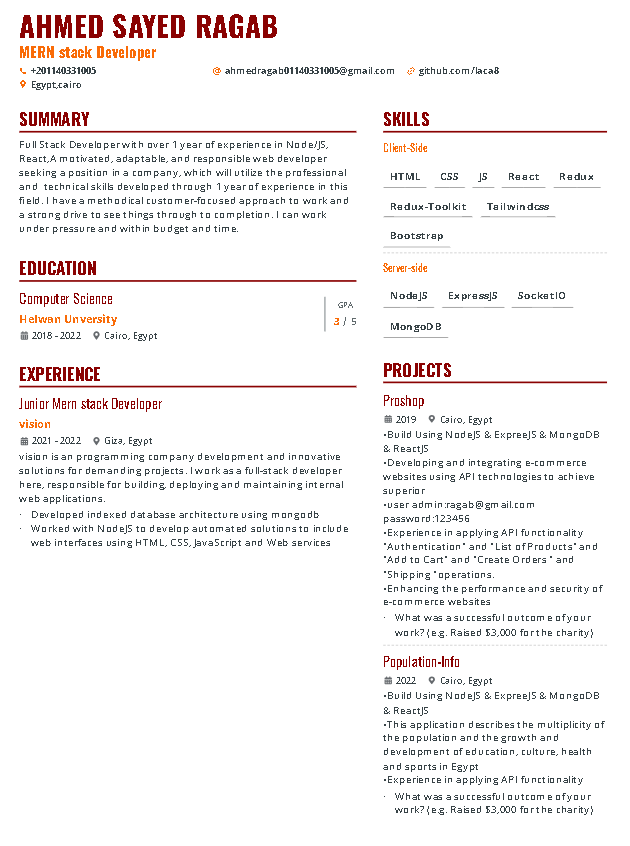 AHMED SAYED RAGAB
MERN stack Developer
+201140331005
ahmedragab01140331005@gmail.com
github.com/laca8
Egypt,cairo
SUMMARY
Full Stack Developer with over 1 year of experience in Node/JS,
React,A motivated, adaptable, and responsible web developer
seeking a position in a company, which will utilize the professional
and technical skills developed through 1 year of experience in this
field. I have a methodical customer-focused approach to work and
a strong drive to see things through to completion. I can work
under pressure and within budget and time.
EDUCATION
Computer Science
Helwan Unversity
2018 - 2022 Cairo, Egypt
GPA
3 / 5
EXPERIENCE
Junior Mern stack Developer
vision
2021 - 2022 Giza, Egypt
vision is an programming company development and innovative
solutions for demanding projects. I work as a full-stack developer
here, responsible for building, deploying and maintaining internal
web applications.
· Developed indexed database architecture using mongodb
· Worked with NodeJS to develop automated solutions to include
web interfaces using HTML, CSS, JavaScript and Web services
SKILLS
Client-Side
HTML CSS JS React Redux
Redux-Toolkit Tailwindcss
Bootstrap
Server-side
NodeJS ExpressJS SocketIO
MongoDB
PROJECTS
Proshop
2019 Cairo, Egypt
•Build Using NodeJS & ExpreeJS & MongoDB
& ReactJS
•Developing and integrating e-commerce
websites using API technologies to achieve
superior
•user admin:ragab@gmail.com
password:123456
•Experience in applying API functionality
"Authentication" and "List of Products" and
"Add to Cart" and "Create Orders " and
"Shipping "operations.
•Enhancing the performance and security of
e-commerce websites
· What was a successful outcome of your
work? (e.g. Raised $3,000 for the charity)
Population-Info
2022 Cairo, Egypt
•Build Using NodeJS & ExpreeJS & MongoDB
& ReactJS
•This application describes the multiplicity of
the population and the growth and
development of education, culture, health
and sports in Egypt
•Experience in applying API functionality
· What was a successful outcome of your
work? (e.g. Raised $3,000 for the charity)